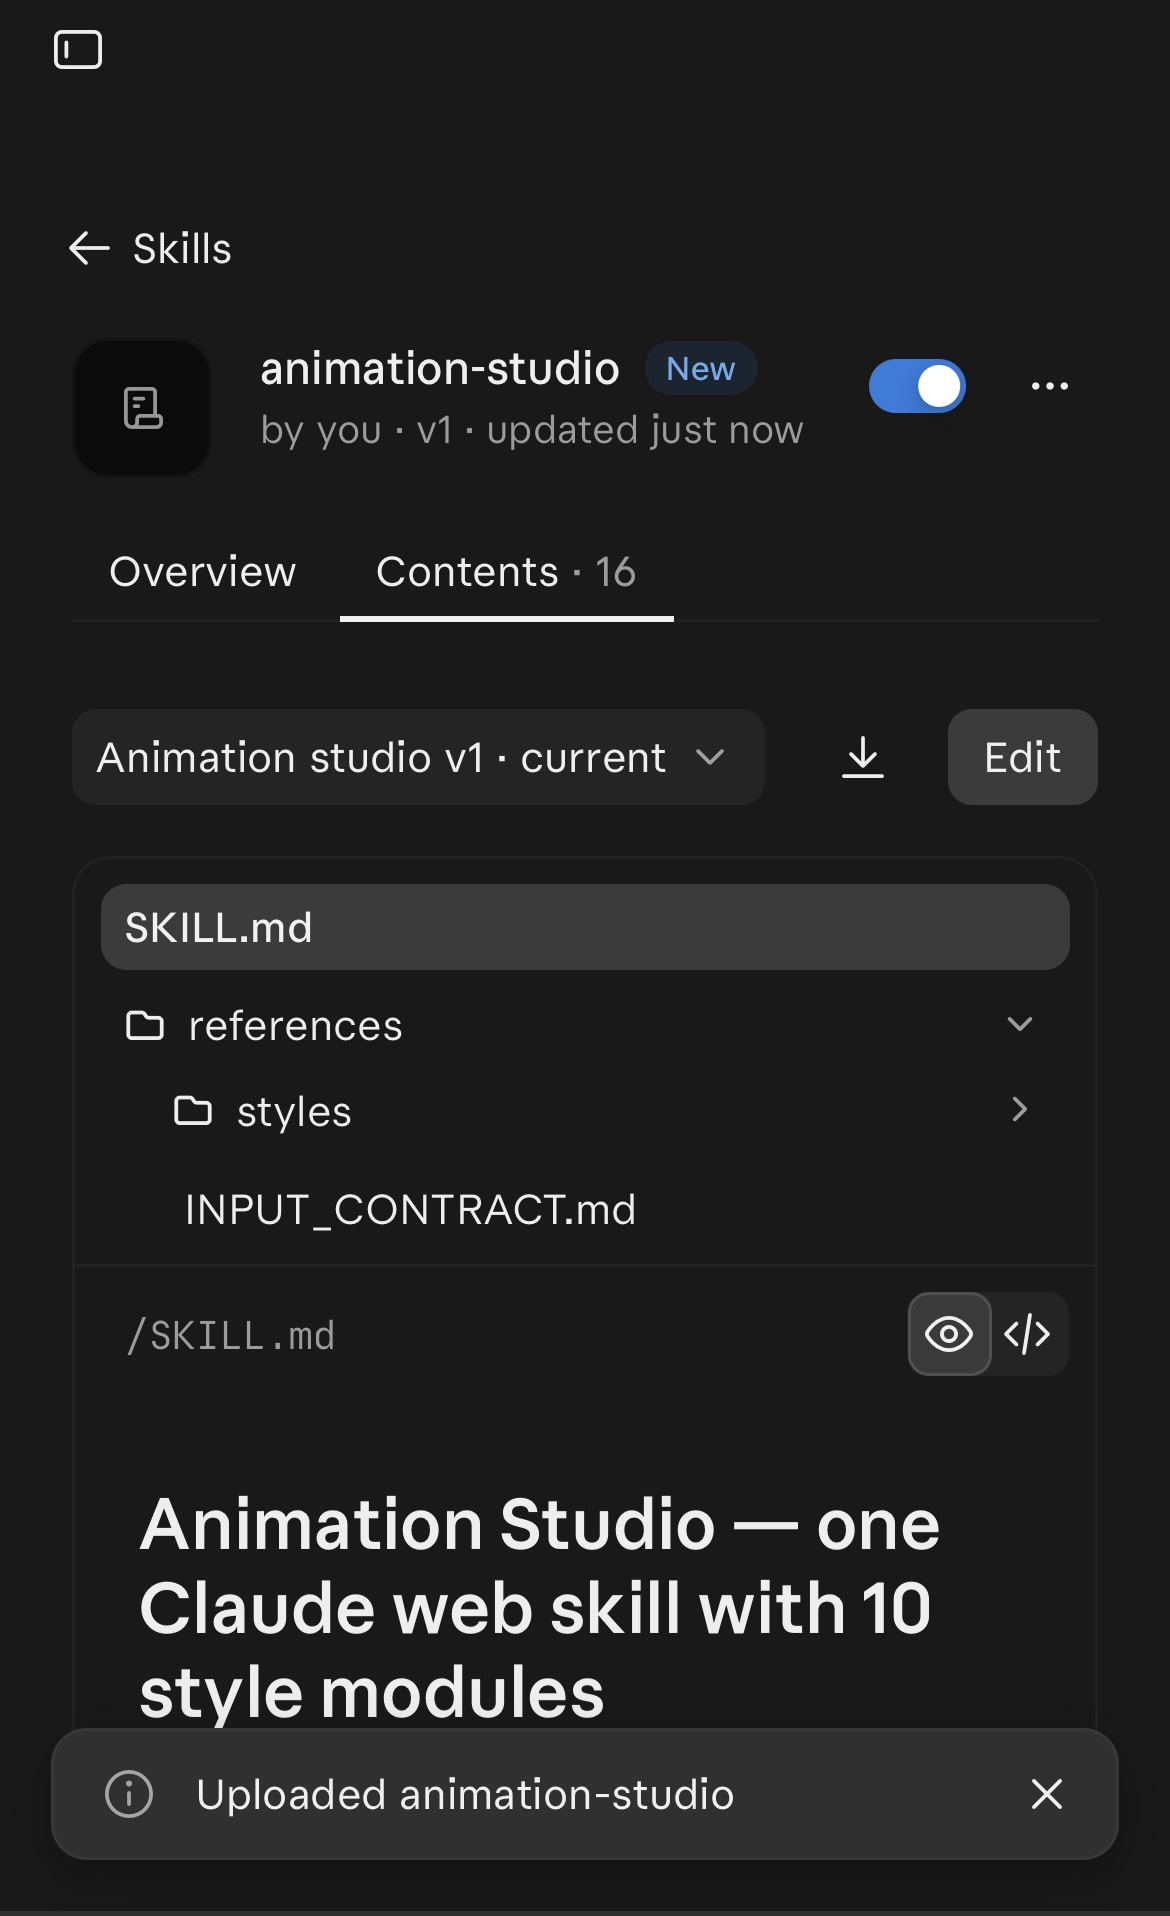 Skills
animation-studio New
by you · v1 · updated just now
Overview
Contents · 16
Animation studio v1 · current
Edit
SKILL.md
references
styles
INPUT_CONTRACT.md
/SKILL.md
Animation Studio — one
Claude web skill with 10
style modules
Uploaded animation-studio